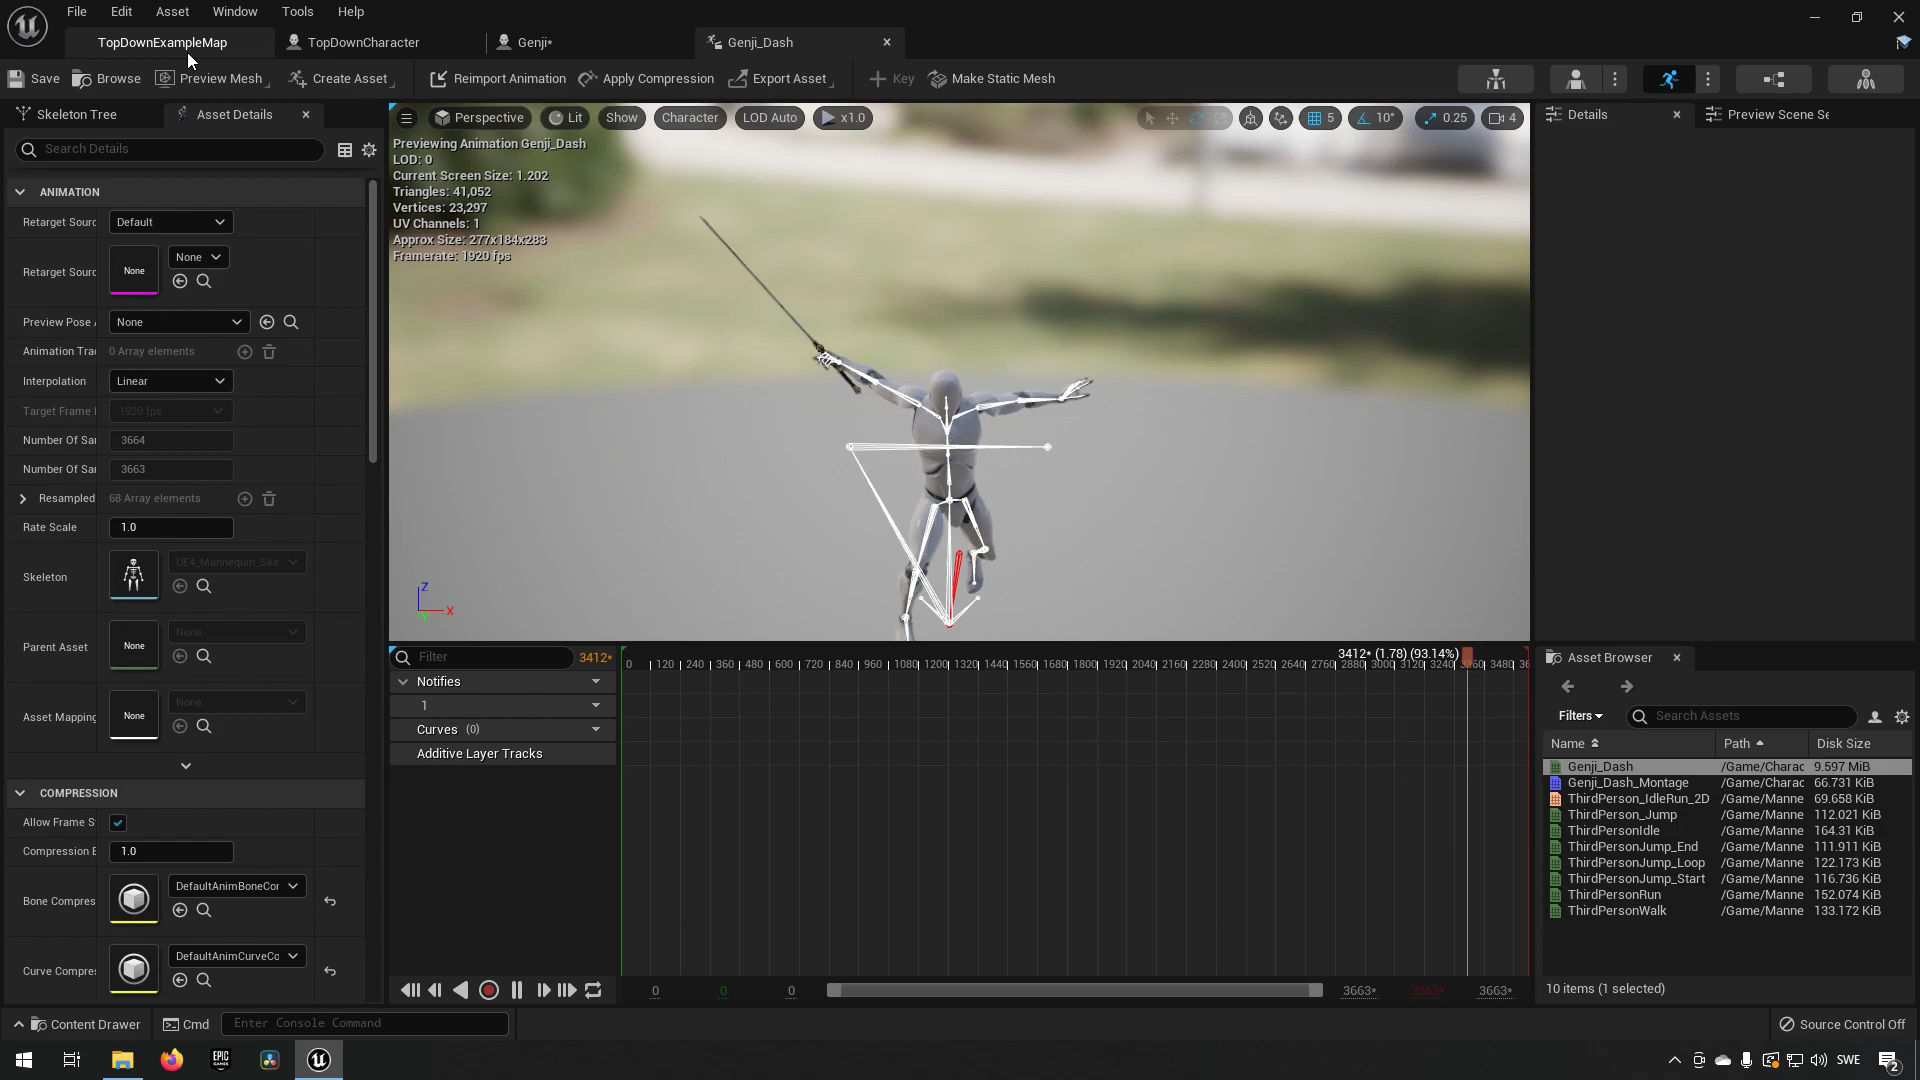 File Edit Asset Window Tools Help
TopDownExampleMap TopDownCharacter Genji* Genji_Dash
Save Browse Preview Mesh Create Asset Reimport Animation Apply Compression Export Asset Key Make Static Mesh
Skeleton Tree Asset Details
Search Details
ANIMATION
Retarget Sourc Default
Retarget Sourc None None
Preview Pose A None
Animation Trac 0 Array elements
Interpolation Linear
Target Frame 1920 fps
Number Of Sar 3664
Number Of Sar 3663
Resampled 68 Array elements
Rate Scale 1.0
Skeleton UE4_Mannequin_Ske
Parent Asset None None
Asset Mapping None None
COMPRESSION
Allow Frame S
Compression E 1.0
Bone Compres DefaultAnimBoneCor
Curve Compres DefaultAnimCurveCo
Perspective Lit Show Character LOD Auto x1.0 5 10° 0.25 4
Previewing Animation Genji_Dash
LOD: 0
Current Screen Size: 1.202
Triangles: 41,052
Vertices: 23,297
UV Channels: 1
Approx Size: 277x184x283
Framerate: 1920 fps
Z
X
Y
Filter 3412*
3412* (1.78) (93.14%)
0 120 240 360 480 600 720 840 960 1080 1200 1320 1440 1560 1680 1800 1920 2040 2160 2280 2400 2520 2640 2760 2880 3000 3120 3240 3360 3480
Notifies
1
Curves (0)
Additive Layer Tracks
0 0 0 3663* 3663* 3663*
Details Preview Scene Se
Asset Browser
Filters Search Assets
Name Path Disk Size
Genji_Dash /Game/Charac 9.597 MiB
Genji_Dash_Montage /Game/Charac 66.731 KiB
ThirdPerson_IdleRun_2D /Game/Manne 69.658 KiB
ThirdPerson_Jump /Game/Manne 112.021 KiB
ThirdPersonIdle /Game/Manne 164.31 KiB
ThirdPersonJump_End /Game/Manne 111.911 KiB
ThirdPersonJump_Loop /Game/Manne 122.173 KiB
ThirdPersonJump_Start /Game/Manne 116.736 KiB
ThirdPersonRun /Game/Manne 152.074 KiB
ThirdPersonWalk /Game/Manne 133.172 KiB
10 items (1 selected)
Content Drawer Cmd Enter Console Command Source Control Off
EPIC GAMES
SWE 2